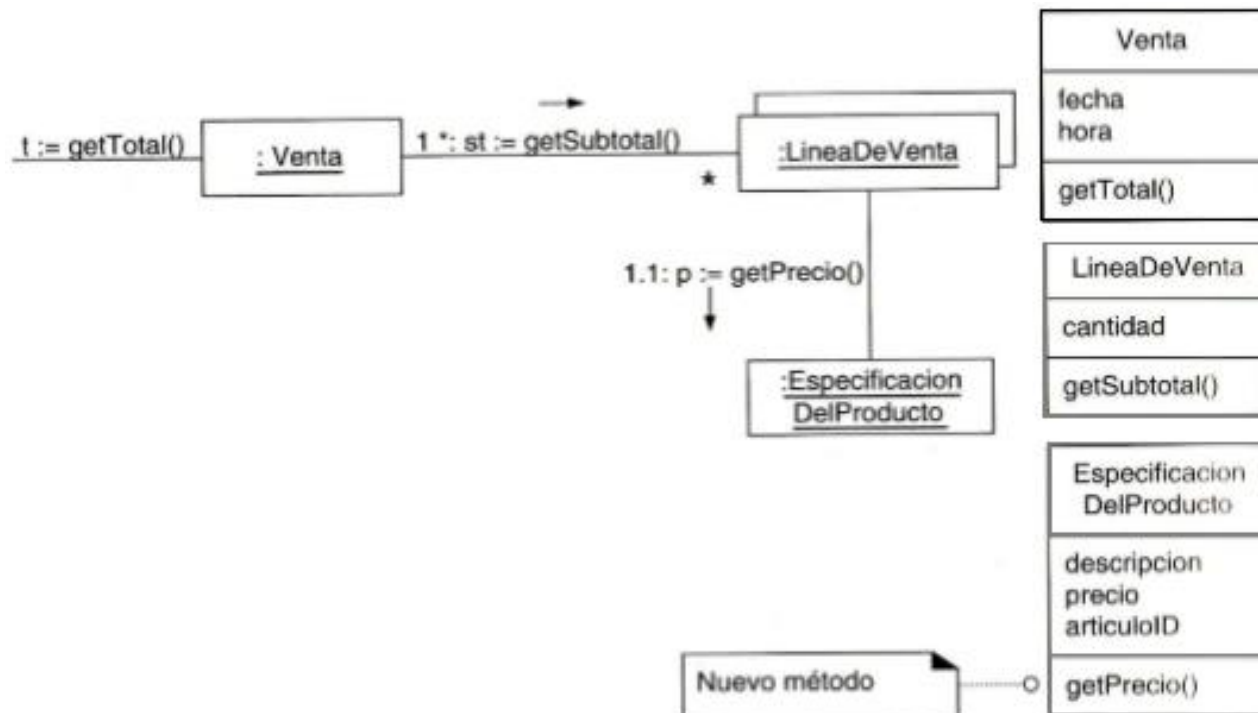 t := getTotal()
: Venta
1 *: st := getSubtotal()
*
:LineaDeVenta
1.1: p := getPrecio()
:Especificacion
DelProducto
Venta
fecha
hora
getTotal()
LineaDeVenta
cantidad
getSubtotal()
Especificacion
DelProducto
descripcion
precio
articuloID
getPrecio()
Nuevo método